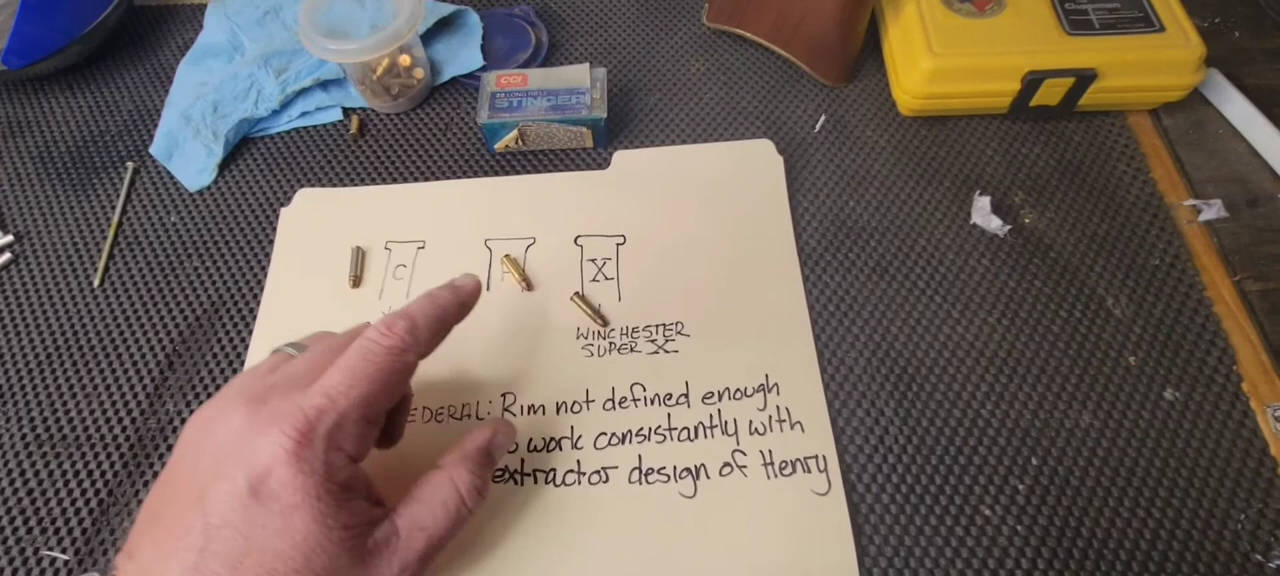 Chapman
CCI
22 LONG RIFLE
STINGER
C
X
WINCHESTER
SUPER X
EDERAL: Rim not defined enough
work consistantly with
extractor design of Henry